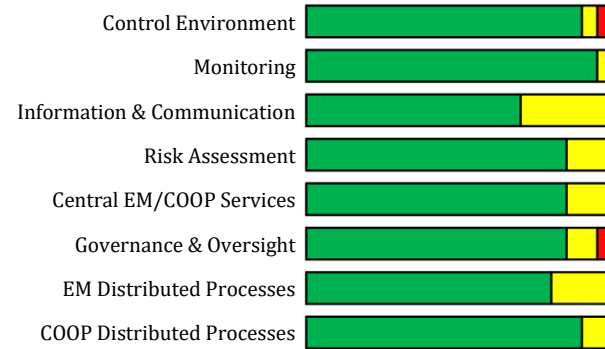 Control Environment
Monitoring
Information & Communication
Risk Assessment
Central EM/COOP Services
Governance & Oversight
EM Distributed Processes
COOP Distributed Processes